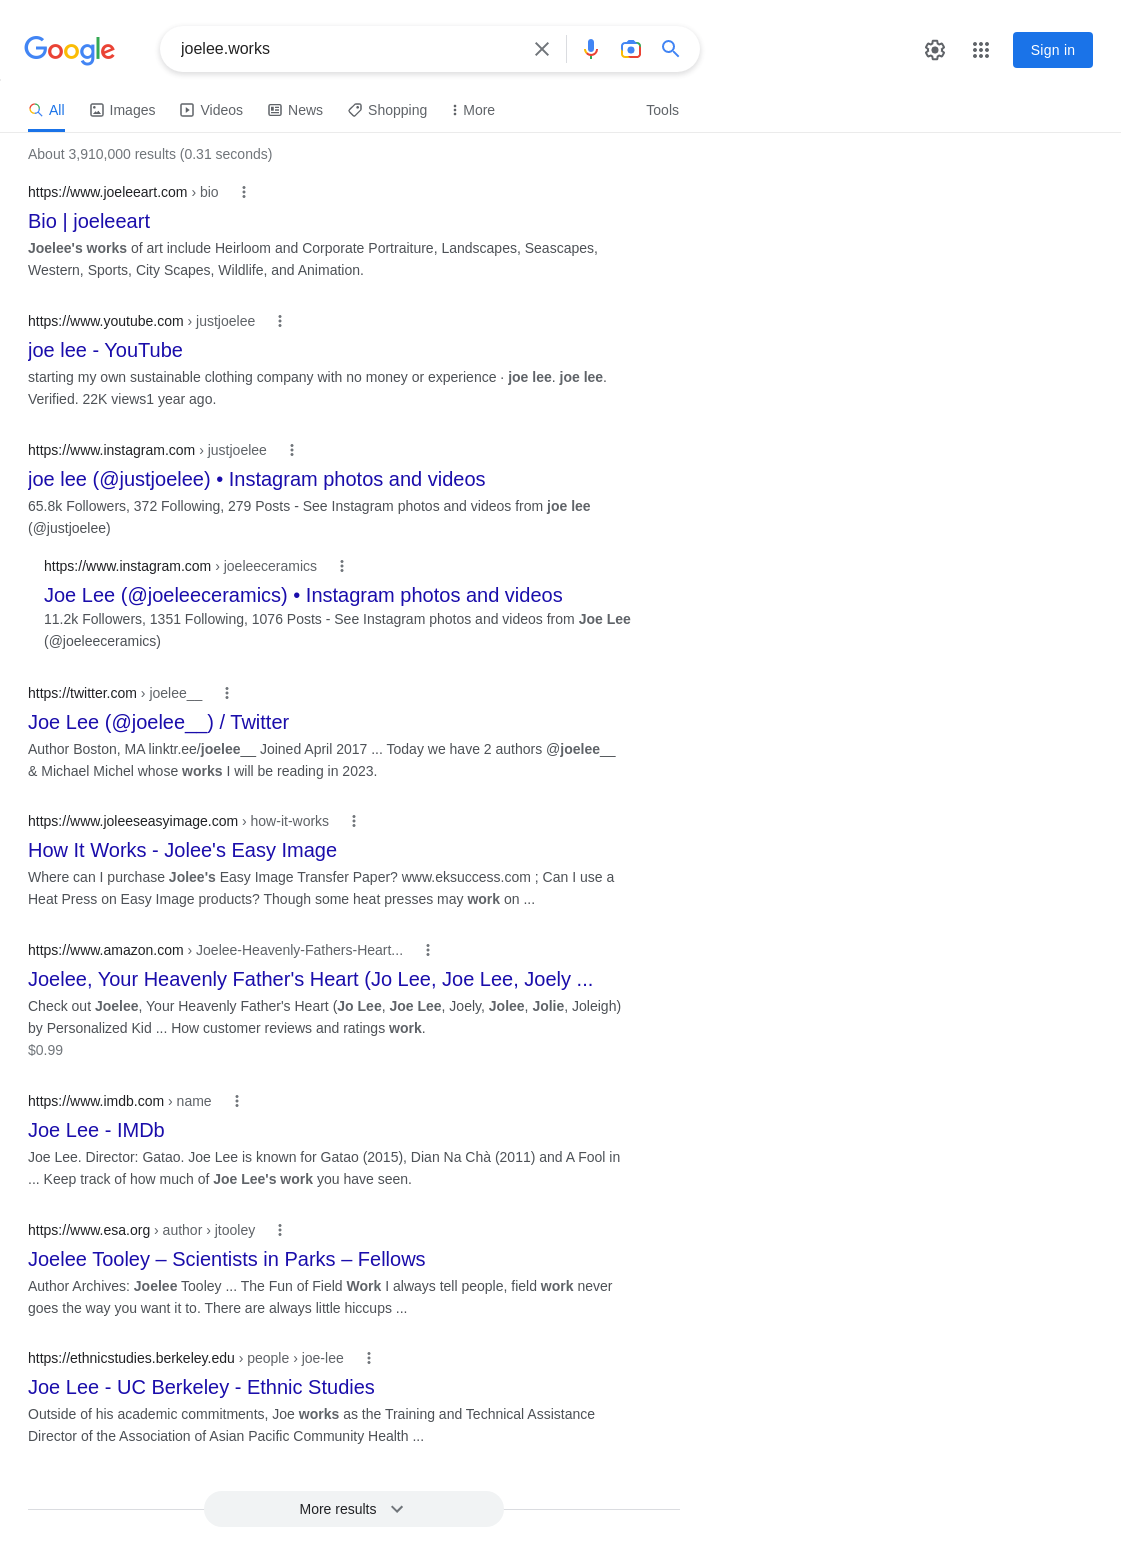 Google
joelee.works
Sign in
All
Images
Videos
News
Shopping
More
Tools
About 3,910,000 results (0.31 seconds)
https://www.joeleeart.com › bio
Bio | joeleeart
Joelee's works of art include Heirloom and Corporate Portraiture, Landscapes, Seascapes,
Western, Sports, City Scapes, Wildlife, and Animation.
https://www.youtube.com › justjoelee
joe lee - YouTube
starting my own sustainable clothing company with no money or experience · joe lee. joe lee.
Verified. 22K views1 year ago.
https://www.instagram.com › justjoelee
joe lee (@justjoelee) • Instagram photos and videos
65.8k Followers, 372 Following, 279 Posts - See Instagram photos and videos from joe lee
(@justjoelee)
https://www.instagram.com › joeleeceramics
Joe Lee (@joeleeceramics) • Instagram photos and videos
11.2k Followers, 1351 Following, 1076 Posts - See Instagram photos and videos from Joe Lee
(@joeleeceramics)
https://twitter.com › joelee__
Joe Lee (@joelee__) / Twitter
Author Boston, MA linktr.ee/joelee__ Joined April 2017 ... Today we have 2 authors @joelee__
& Michael Michel whose works I will be reading in 2023.
https://www.joleeseasyimage.com › how-it-works
How It Works - Jolee's Easy Image
Where can I purchase Jolee's Easy Image Transfer Paper? www.eksuccess.com ; Can I use a
Heat Press on Easy Image products? Though some heat presses may work on ...
https://www.amazon.com › Joelee-Heavenly-Fathers-Heart...
Joelee, Your Heavenly Father's Heart (Jo Lee, Joe Lee, Joely ...
Check out Joelee, Your Heavenly Father's Heart (Jo Lee, Joe Lee, Joely, Jolee, Jolie, Joleigh)
by Personalized Kid ... How customer reviews and ratings work.
$0.99
https://www.imdb.com › name
Joe Lee - IMDb
Joe Lee. Director: Gatao. Joe Lee is known for Gatao (2015), Dian Na Chà (2011) and A Fool in
... Keep track of how much of Joe Lee's work you have seen.
https://www.esa.org › author › jtooley
Joelee Tooley – Scientists in Parks – Fellows
Author Archives: Joelee Tooley ... The Fun of Field Work I always tell people, field work never
goes the way you want it to. There are always little hiccups ...
https://ethnicstudies.berkeley.edu › people › joe-lee
Joe Lee - UC Berkeley - Ethnic Studies
Outside of his academic commitments, Joe works as the Training and Technical Assistance
Director of the Association of Asian Pacific Community Health ...
More results